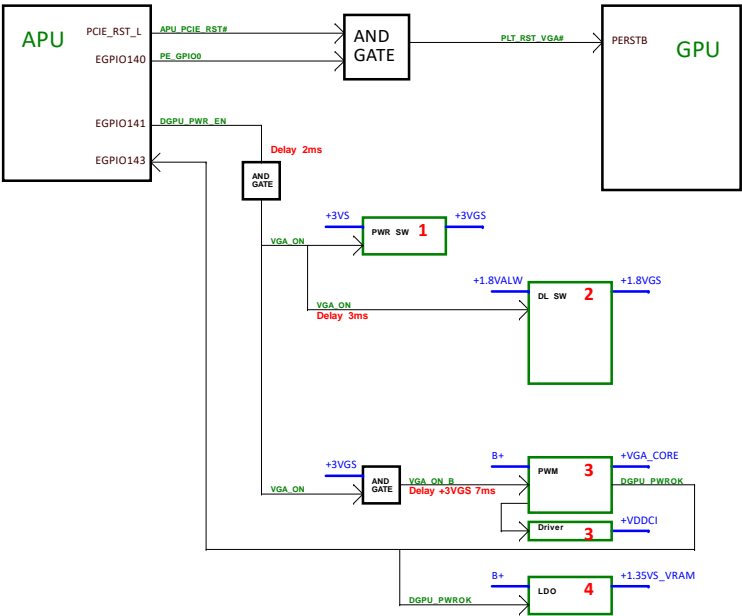 APU
PCIE_RST_L
APU_PCIE_RST#
AND
GATE
PLT_RST_VGA#
PERSTB
GPU
EGPIO140
PE_GPIO0
EGPIO141
DGPU_PWR_EN
Delay 2ms
EGPIO143
AND
GATE
+3VS
PWR SW
1
+3VGS
VGA_ON
+1.8VALW
DL SW
2
+1.8VGS
VGA_ON
Delay 3ms
+3VGS
AND
GATE
VGA_ON
VGA_ON_B
Delay +3VGS 7ms
B+
PWM
3
+VGA_CORE
DGPU_PWROK
Driver
3
+VDDCI
B+
LDO
4
+1.35VS_VRAM
DGPU_PWROK